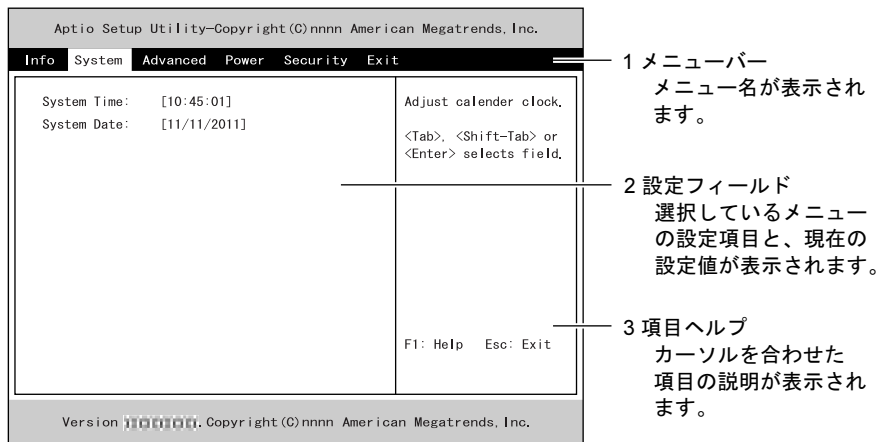 Aptio Setup Utility-Copyright(C)nnnn American Megatrends,Inc.
Info System Advanced Power Security Exit
System Time: [10:45:01]
System Date: [11/11/2011]
Adjust calender clock.
<Tab>, <Shift-Tab> or
<Enter> selects field.
F1: Help Esc: Exit
Version .Copyright(C)nnnn American Megatrends,Inc.
1 メニューバー
メニュー名が表示され
ます。
2 設定フィールド
選択しているメニュー
の設定項目と、現在の
設定値が表示されます。
3 項目ヘルプ
カーソルを合わせた
項目の説明が表示され
ます。